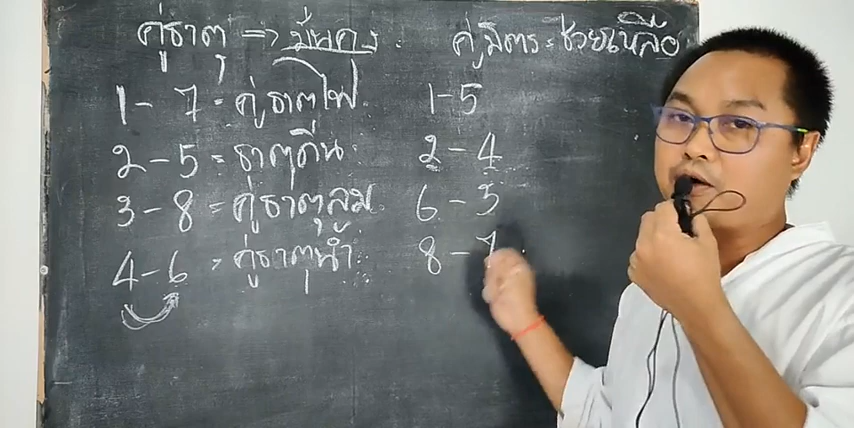 คู่ธาตุ => มั่นคง.
คู่มิตร = ช่วยเหลือ
1 - 7 = คู่ธาตุไฟ
1 - 5
2 - 5 = ธาตุดิน
2 - 4
3 - 8 = คู่ธาตุลม
6 - 3
4 - 6 = คู่ธาตุน้ำ
8 - 7